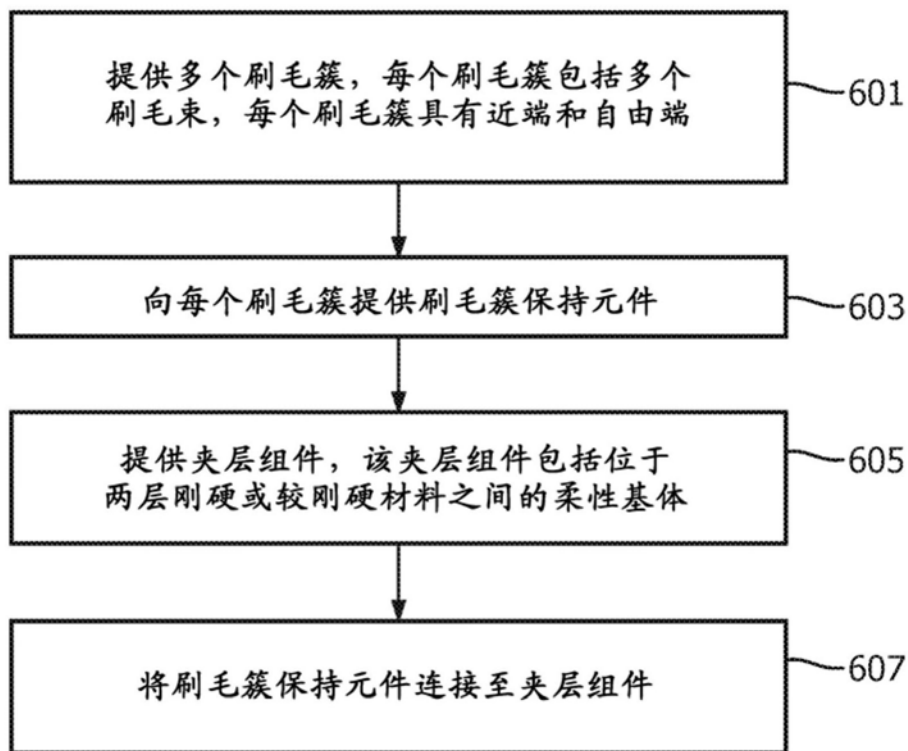 提供多个刷毛簇，每个刷毛簇包括多个
刷毛束，每个刷毛簇具有近端和自由端
601
向每个刷毛簇提供刷毛簇保持元件
603
提供夹层组件，该夹层组件包括位于
两层刚硬或较刚硬材料之间的柔性基体
605
将刷毛簇保持元件连接至夹层组件
607